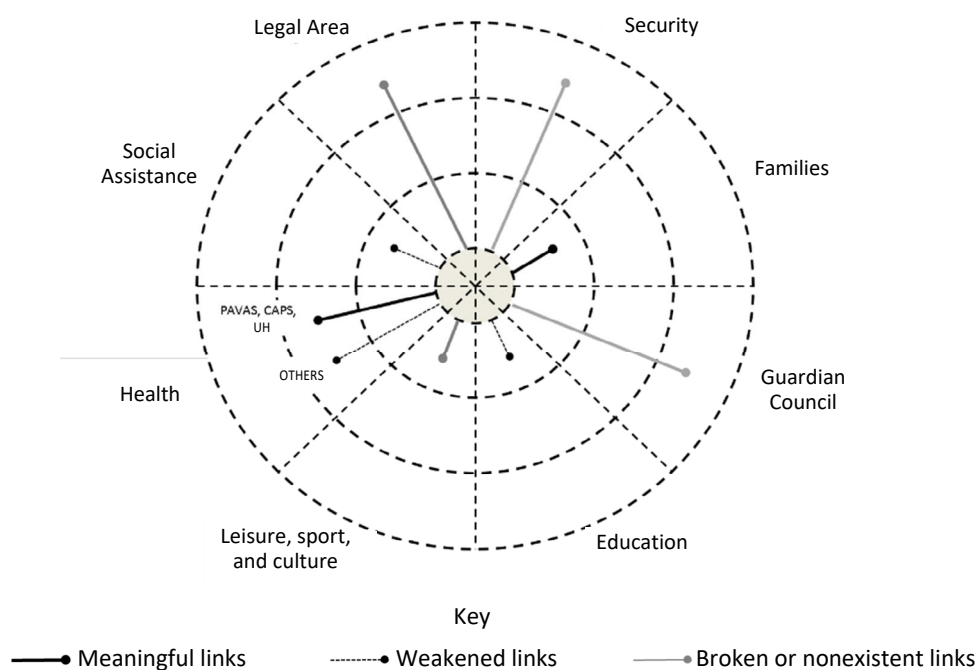 Legal Area
Security
Social
Assistance
Families
PAVAS, CAPS,
UH
OTHERS
Health
Guardian
Council
Leisure, sport,
and culture
Education
Key
Meaningful links
Weakened links
Broken or nonexistent links